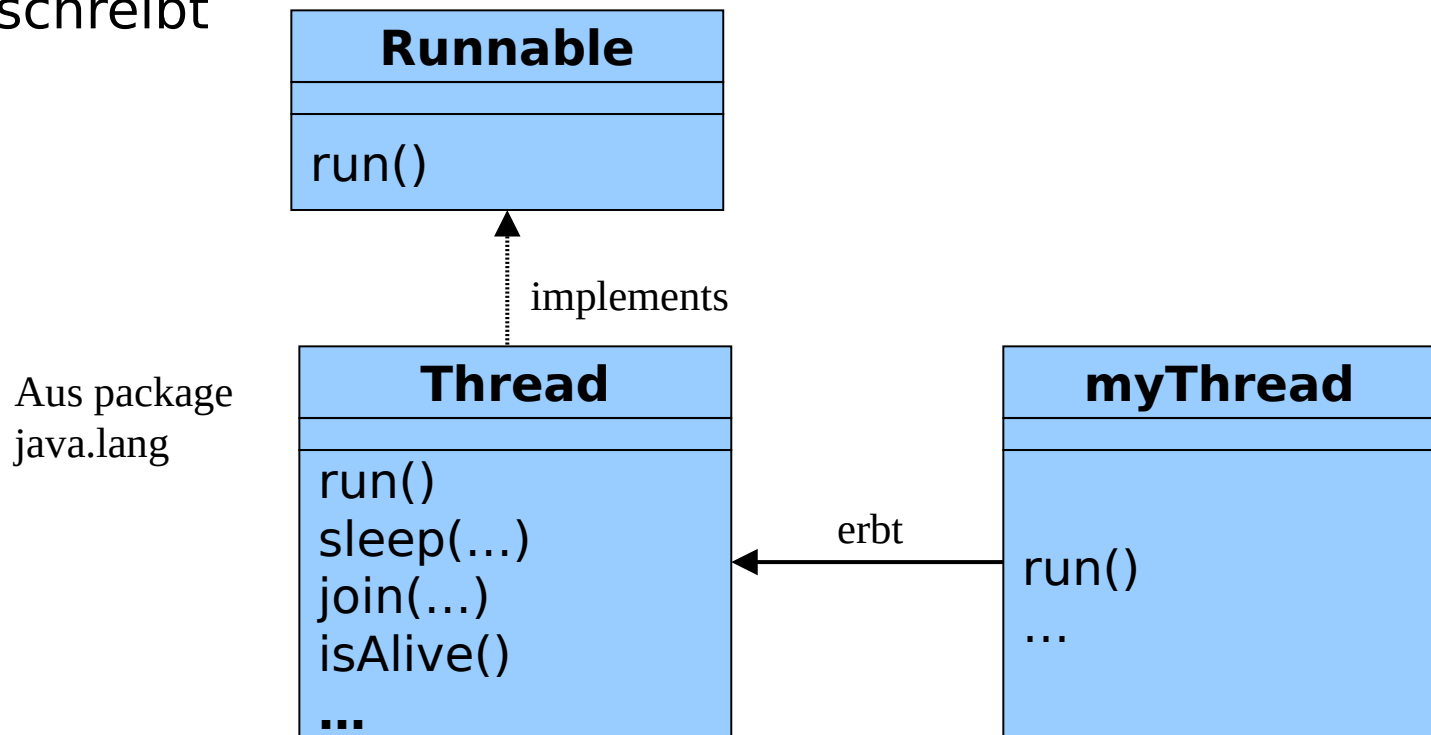 schreibt
Runnable
run()
implements
Aus package
java.lang
Thread
run()
sleep(...)
join(...)
isAlive()
...
erbt
myThread
run()
...